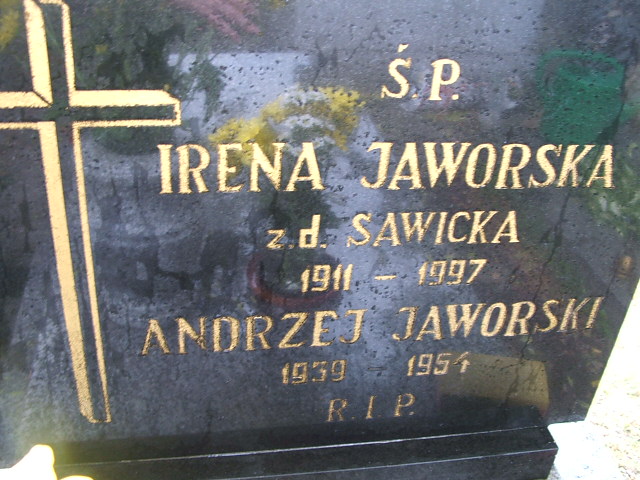 Ś.P.
IRENA JAWORSKA
z.d. SAWICKA
1911 - 1997
ANDRZEJ JAWORSKI
1939 - 1954
R.I.P.